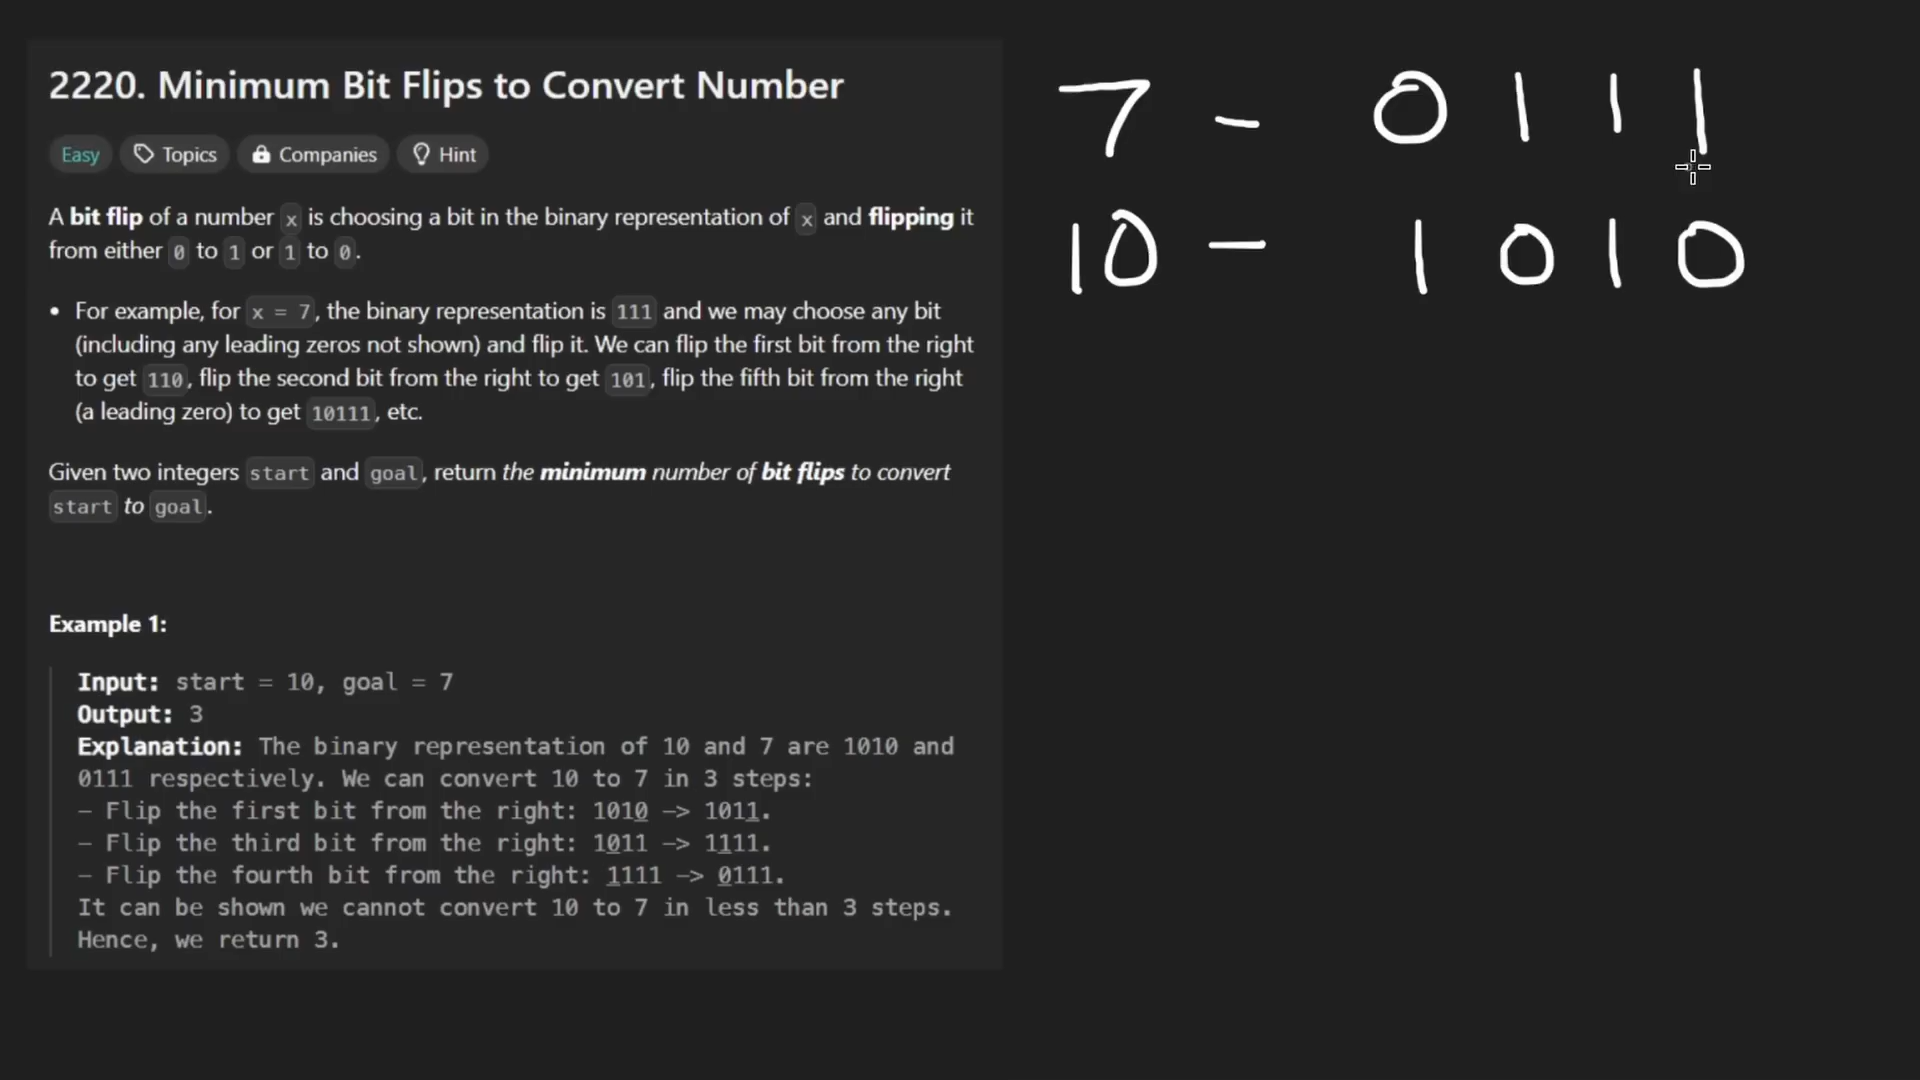 2220. Minimum Bit Flips to Convert Number
Easy Topics Companies Hint
A bit flip of a number x is choosing a bit in the binary representation of x and flipping it
from either 0 to 1 or 1 to 0.
• For example, for x = 7, the binary representation is 111 and we may choose any bit
(including any leading zeros not shown) and flip it. We can flip the first bit from the right
to get 110, flip the second bit from the right to get 101, flip the fifth bit from the right
(a leading zero) to get 10111, etc.
Given two integers start and goal, return the minimum number of bit flips to convert
start to goal.
Example 1:
Input: start = 10, goal = 7
Output: 3
Explanation: The binary representation of 10 and 7 are 1010 and
0111 respectively. We can convert 10 to 7 in 3 steps:
- Flip the first bit from the right: 1010 -> 1011.
- Flip the third bit from the right: 1011 -> 1111.
- Flip the fourth bit from the right: 1111 -> 0111.
It can be shown we cannot convert 10 to 7 in less than 3 steps.
Hence, we return 3.
7 - 0 1 1 1
10 - 1 0 1 0